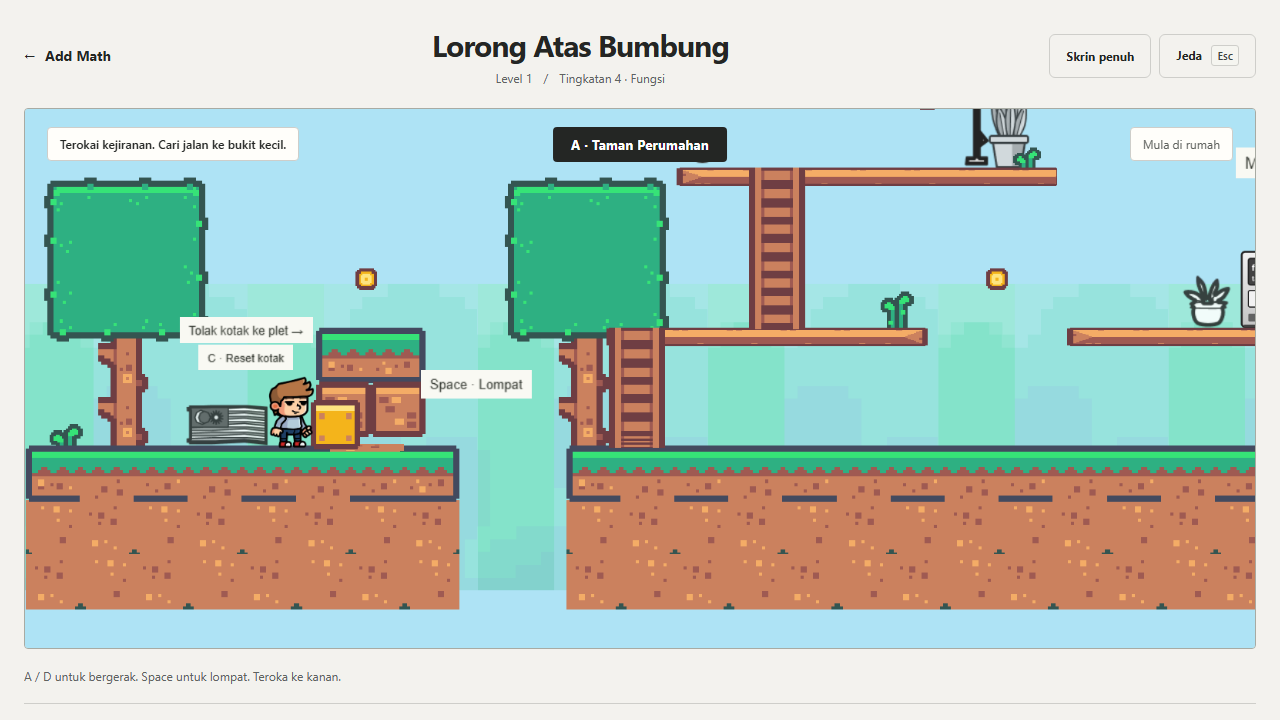 ← Add Math
Lorong Atas Bumbung
Level 1 / Tingkatan 4 · Fungsi
Skrin penuh
Jeda Esc
Terokai kejiranan. Cari jalan ke bukit kecil.
A · Taman Perumahan
Mula di rumah
M
Tolak kotak ke plet →
C · Reset kotak
Space · Lompat
A / D untuk bergerak. Space untuk lompat. Teroka ke kanan.